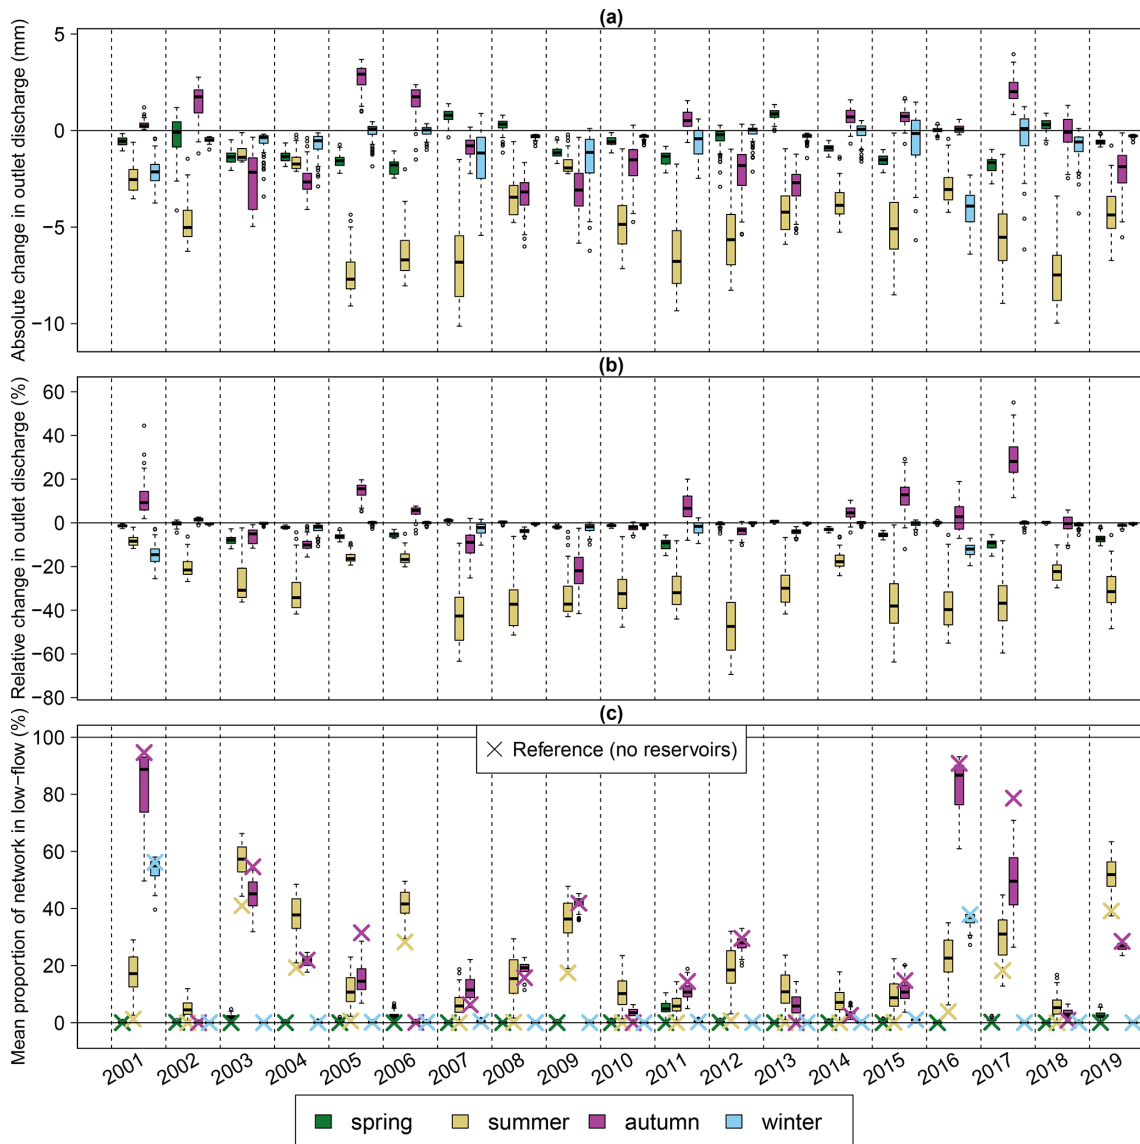 (a)
Absolute change in outlet discharge (mm)
5
0
−5
−10
(b)
Relative change in outlet discharge (%)
60
40
20
0
−20
−40
−60
−80
(c)
Mean proportion of network in low−flow (%)
100
80
60
40
20
0
Reference (no reservoirs)
2001 2002 2003 2004 2005 2006 2007 2008 2009 2010 2011 2012 2013 2014 2015 2016 2017 2018 2019
spring summer autumn winter